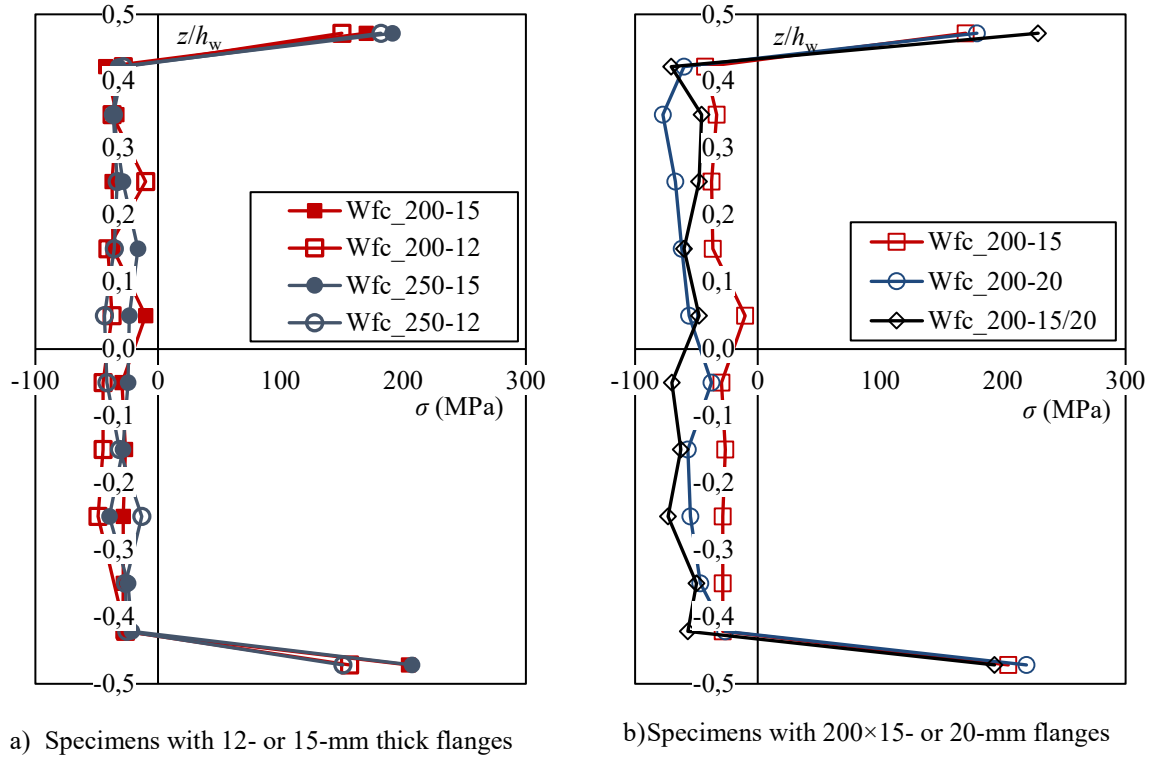 0,5
z/hw
0,4
0,3
0,2
0,1
0,0
-0,1
-0,2
-0,3
-0,4
-0,5
-100 0 100 200 300
σ (MPa)
Wfc_200-15
Wfc_200-12
Wfc_250-15
Wfc_250-12
a) Specimens with 12- or 15-mm thick flanges
0,5
z/hw
0,4
0,3
0,2
0,1
0,0
-0,1
-0,2
-0,3
-0,4
-0,5
-100 0 100 200 300
σ (MPa)
Wfc_200-15
Wfc_200-20
Wfc_200-15/20
b)Specimens with 200×15- or 20-mm flanges